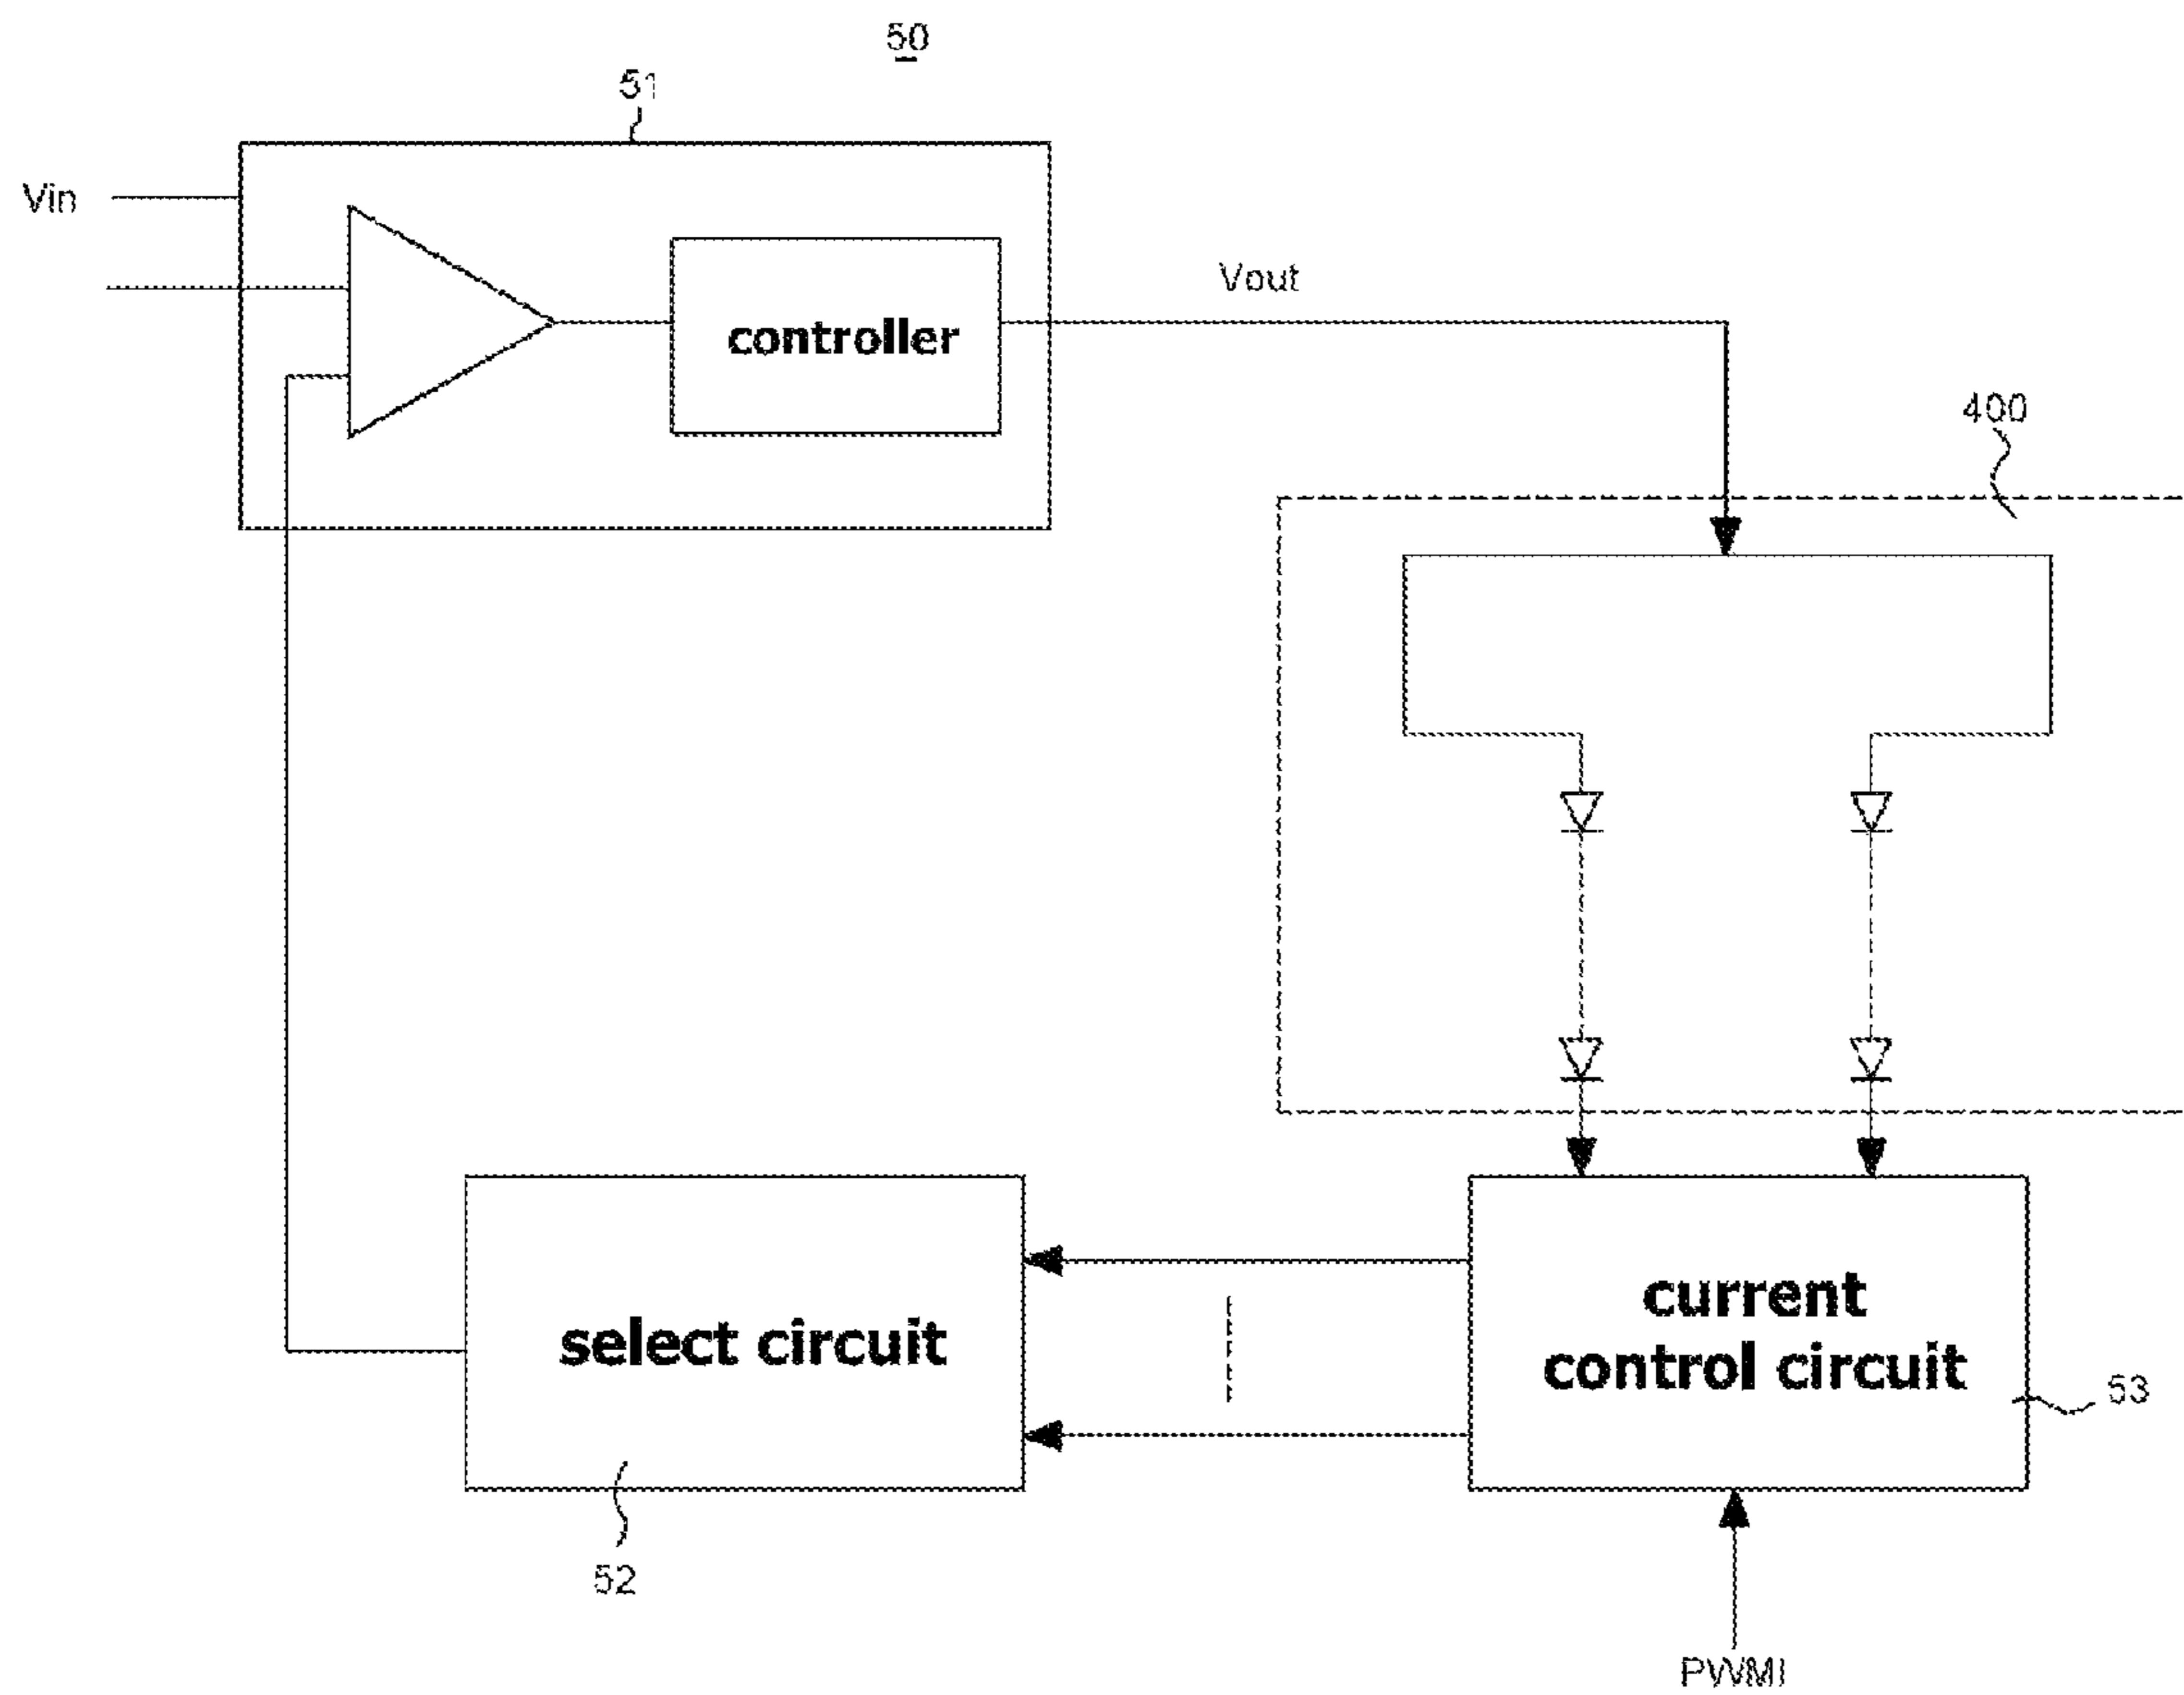 50
51
Vin
Vout
controller
400
select circuit
current
control circuit
53
52
PWMI